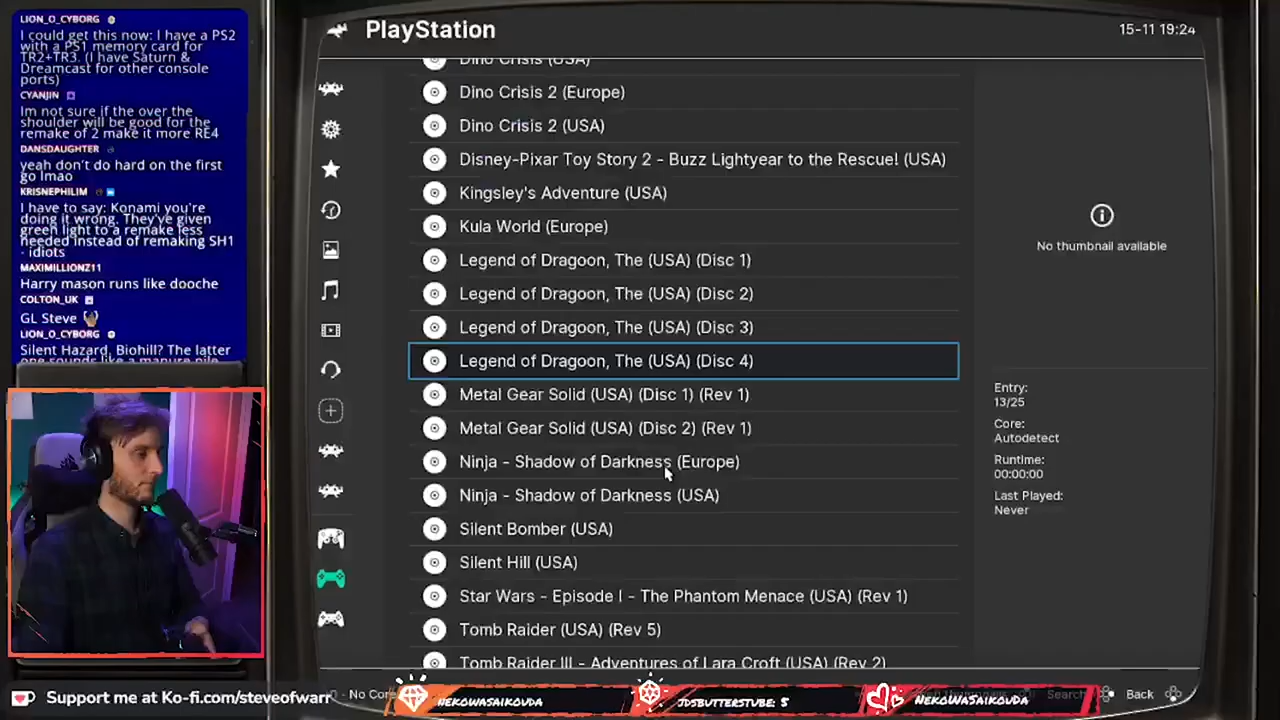 LION_O_CYBORG
I could get this now: I have a PS2
with a PS1 memory card for
TR2+TR3. (I have Saturn &
Dreamcast for other console
ports)
CYANJIN
Im not sure if the over the
shoulder will be good for the
remake of 2 make it more RE4
DANSDAUGHTER
yeah don't do hard on the first
go lmao
KRISNEPHILIM
I have to say: Konami you're
doing it wrong. They've given
green light to a remake less
needed instead of remaking SH1
- idiots
MAXIMILLIONZ11
Harry mason runs like dooche
COLTON_UK
GL Steve
LION_O_CYBORG
Silent Hazard, Biohill? The latter
one sounds like a manure pile
PlayStation
15-11 19:24
Dino Crisis (USA)
Dino Crisis 2 (Europe)
Dino Crisis 2 (USA)
Disney-Pixar Toy Story 2 - Buzz Lightyear to the Rescue! (USA)
Kingsley's Adventure (USA)
Kula World (Europe)
Legend of Dragoon, The (USA) (Disc 1)
Legend of Dragoon, The (USA) (Disc 2)
Legend of Dragoon, The (USA) (Disc 3)
Legend of Dragoon, The (USA) (Disc 4)
Metal Gear Solid (USA) (Disc 1) (Rev 1)
Metal Gear Solid (USA) (Disc 2) (Rev 1)
Ninja - Shadow of Darkness (Europe)
Ninja - Shadow of Darkness (USA)
Silent Bomber (USA)
Silent Hill (USA)
Star Wars - Episode I - The Phantom Menace (USA) (Rev 1)
Tomb Raider (USA) (Rev 5)
Tomb Raider III - Adventures of Lara Croft (USA) (Rev 2)
No thumbnail available
Entry:
13/25
Core:
Autodetect
Runtime:
00:00:00
Last Played:
Never
Support me at Ko-fi.com/steveofwarr
- No Core
NEKOWASAIKOUDA
JDSBUTTERSTUBE: 5
NEKOWASAIKOUDA
Search
Back